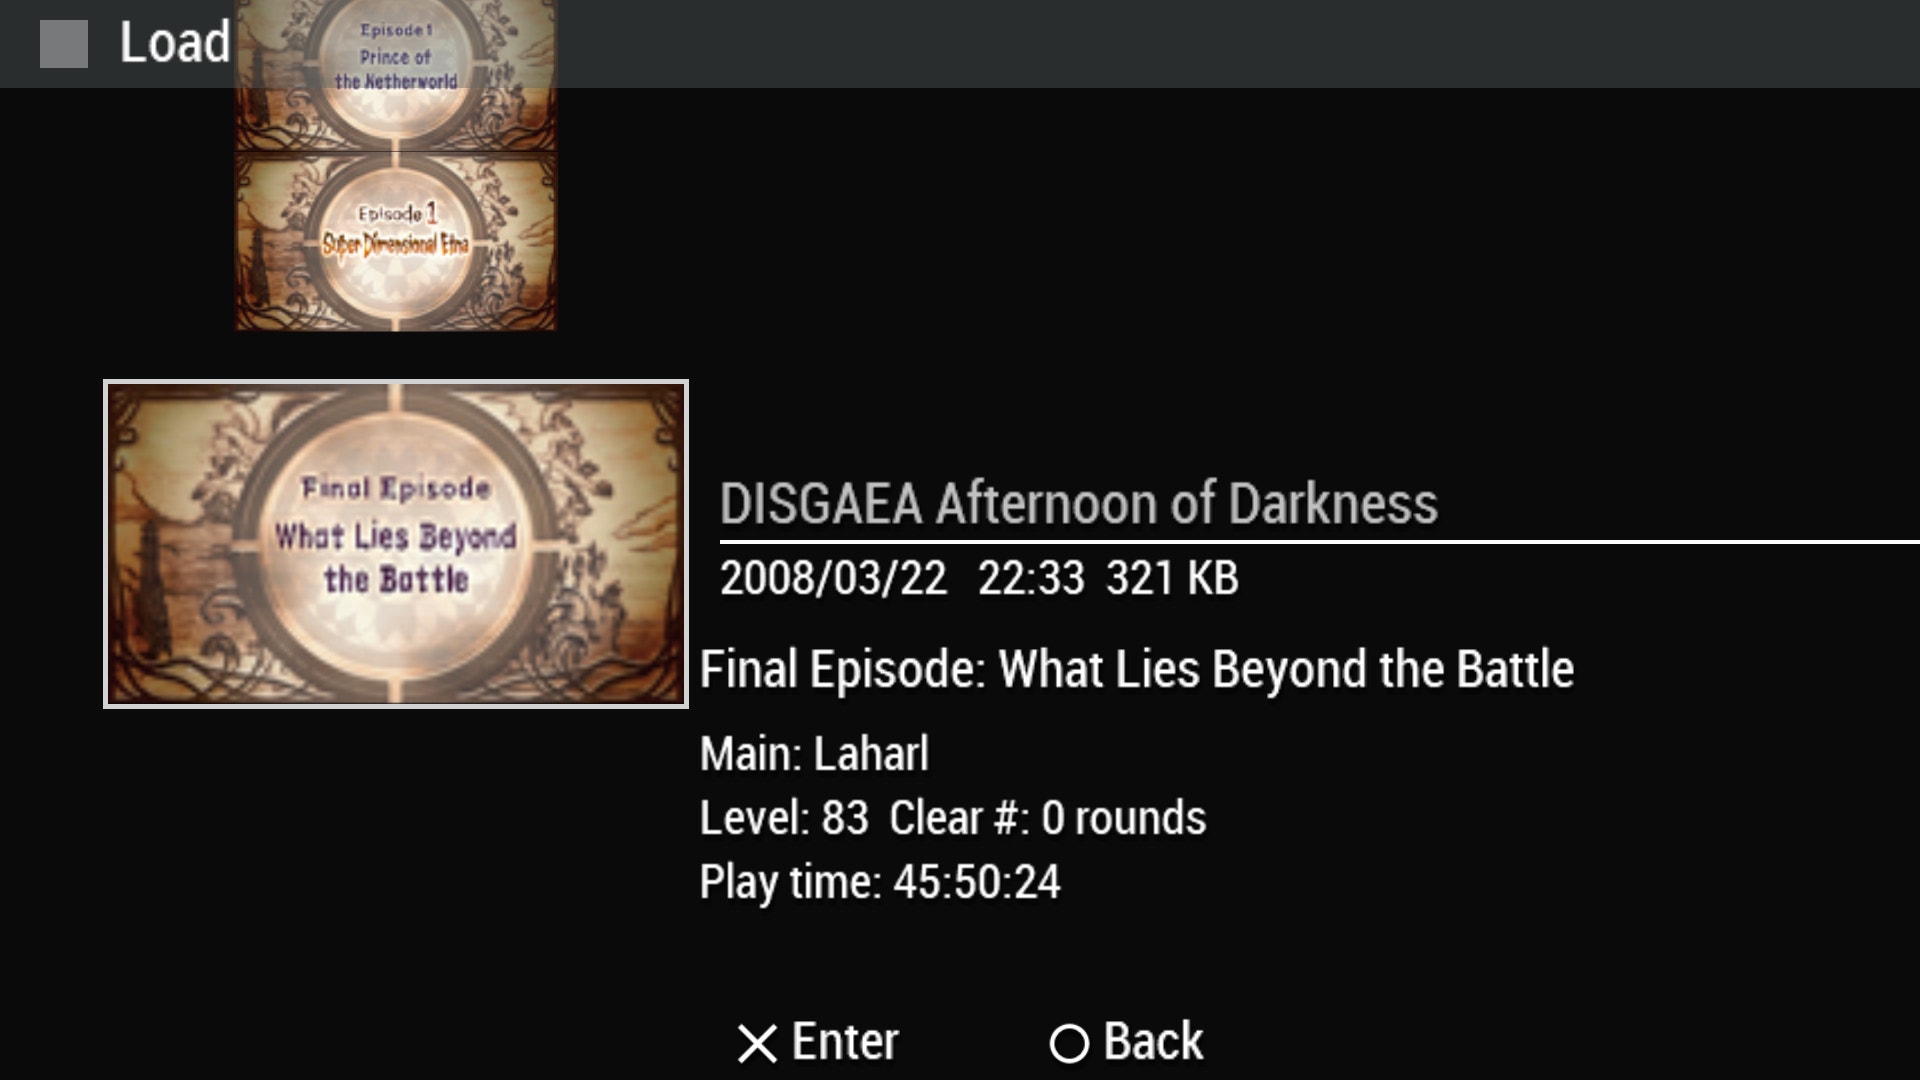 Load
Episode 1
Prince of
the Netherworld
Episode 1
Super Dimensional Etna
Final Episode
What Lies Beyond
the Battle
DISGAEA Afternoon of Darkness
2008/03/22 22:33 321 KB
Final Episode: What Lies Beyond the Battle
Main: Laharl
Level: 83 Clear #: 0 rounds
Play time: 45:50:24
Enter Back